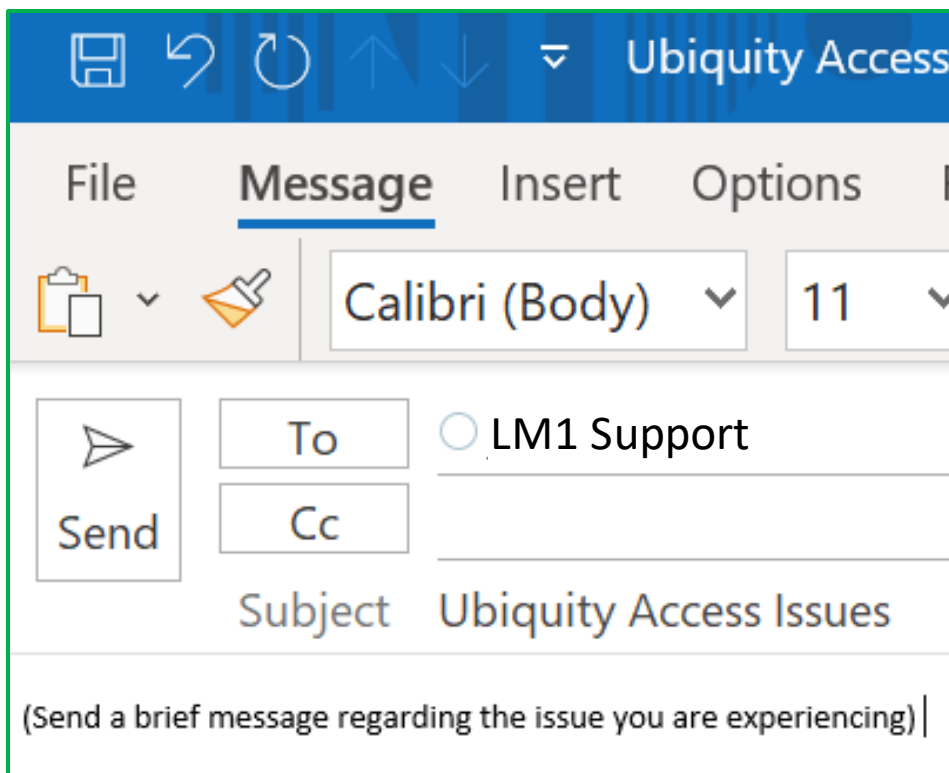 Ubiquity Access
File Message Insert Options
Calibri (Body) 11
To LM1 Support
Send Cc
Subject Ubiquity Access Issues
(Send a brief message regarding the issue you are experiencing)